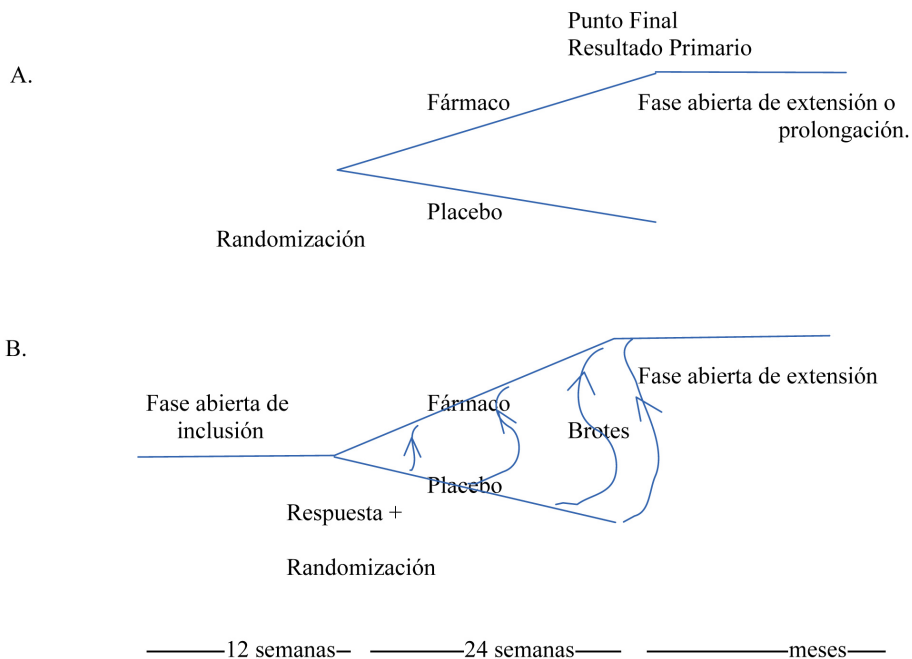 Punto Final
Resultado Primario
A.
Fármaco
Fase abierta de extensión o
prolongación.
Placebo
Randomización
B.
Fase abierta de extensión
Fase abierta de
inclusión
Fármaco
Brotes
Placebo
Respuesta +
Randomización
12 semanas
24 semanas
meses